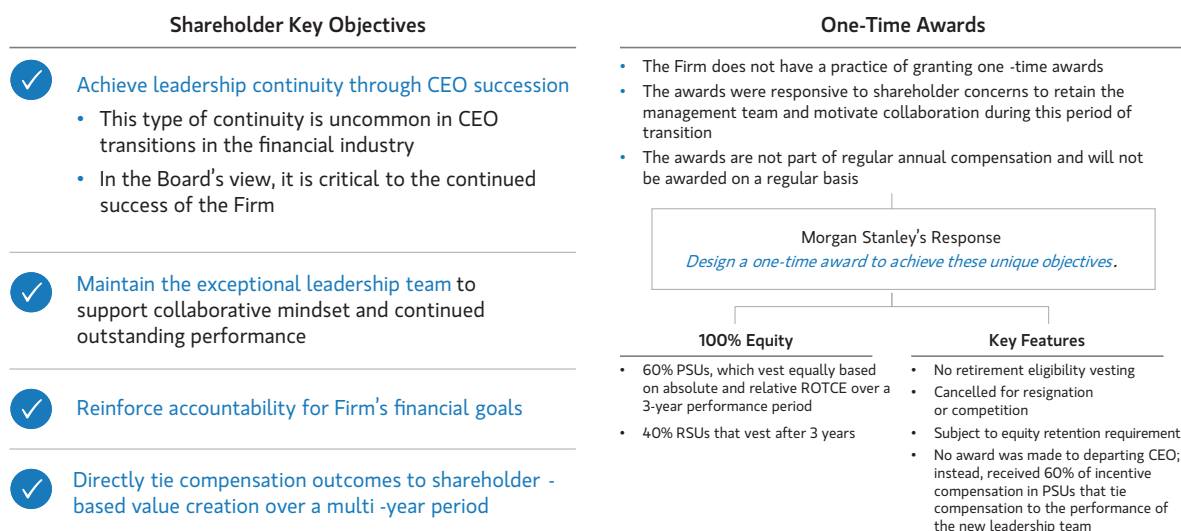 Shareholder Key Objectives
Achieve leadership continuity through CEO succession
• This type of continuity is uncommon in CEO
transitions in the financial industry
• In the Board's view, it is critical to the continued
success of the Firm
Maintain the exceptional leadership team to
support collaborative mindset and continued
outstanding performance
Reinforce accountability for Firm's financial goals
Directly tie compensation outcomes to shareholder -
based value creation over a multi -year period
One-Time Awards
• The Firm does not have a practice of granting one -time awards
• The awards were responsive to shareholder concerns to retain the
management team and motivate collaboration during this period of
transition
• The awards are not part of regular annual compensation and will not
be awarded on a regular basis
Morgan Stanley's Response
Design a one-time award to achieve these unique objectives.
100% Equity
• 60% PSUs, which vest equally based
on absolute and relative ROTCE over a
3-year performance period
• 40% RSUs that vest after 3 years
Key Features
• No retirement eligibility vesting
• Cancelled for resignation
or competition
• Subject to equity retention requirement
• No award was made to departing CEO;
instead, received 60% of incentive
compensation in PSUs that tie
compensation to the performance of
the new leadership team